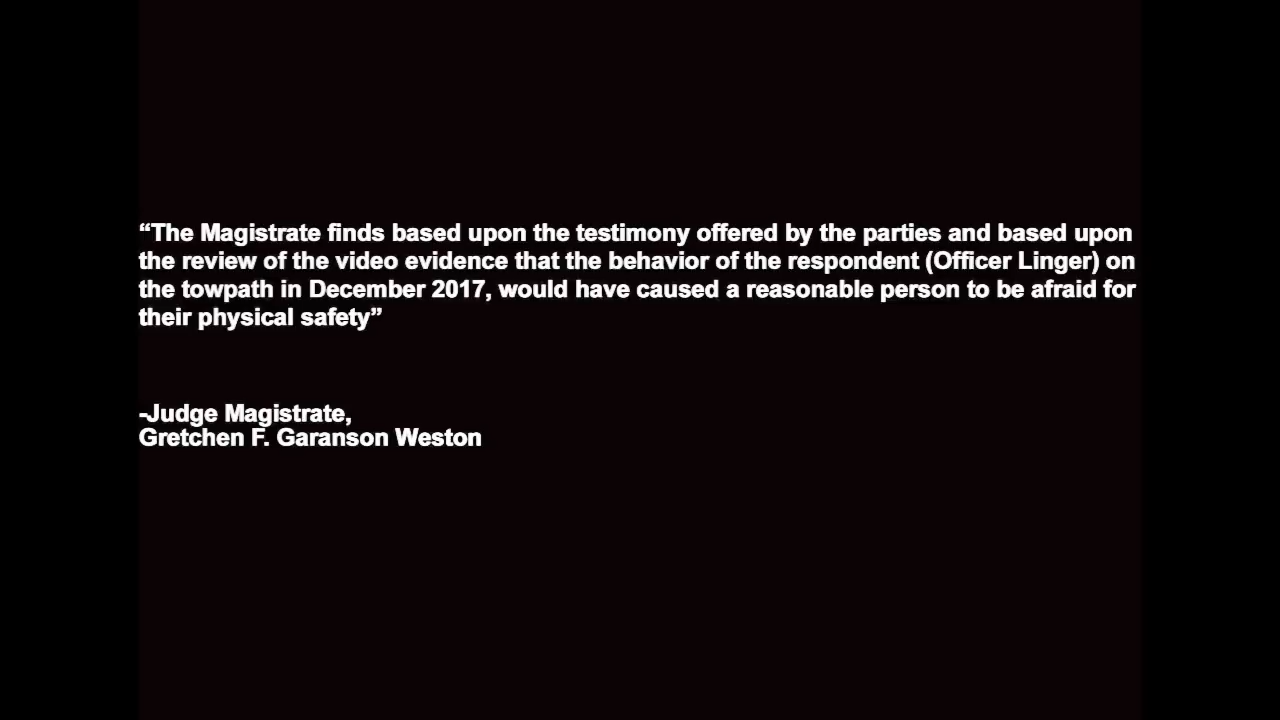 “The Magistrate finds based upon the testimony offered by the parties and based upon
the review of the video evidence that the behavior of the respondent (Officer Linger) on
the towpath in December 2017, would have caused a reasonable person to be afraid for
their physical safety”
-Judge Magistrate,
Gretchen F. Garanson Weston